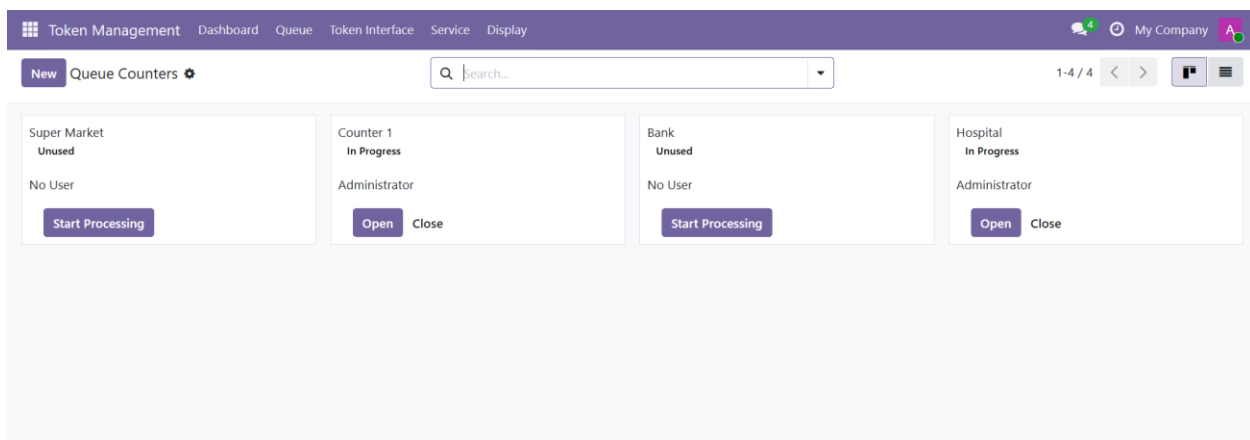 Token Management Dashboard Queue Token Interface Service Display 4 My Company A
New Queue Counters Search... 1-4 / 4
Super Market
Unused
No User
Start Processing
Counter 1
In Progress
Administrator
Open Close
Bank
Unused
No User
Start Processing
Hospital
In Progress
Administrator
Open Close